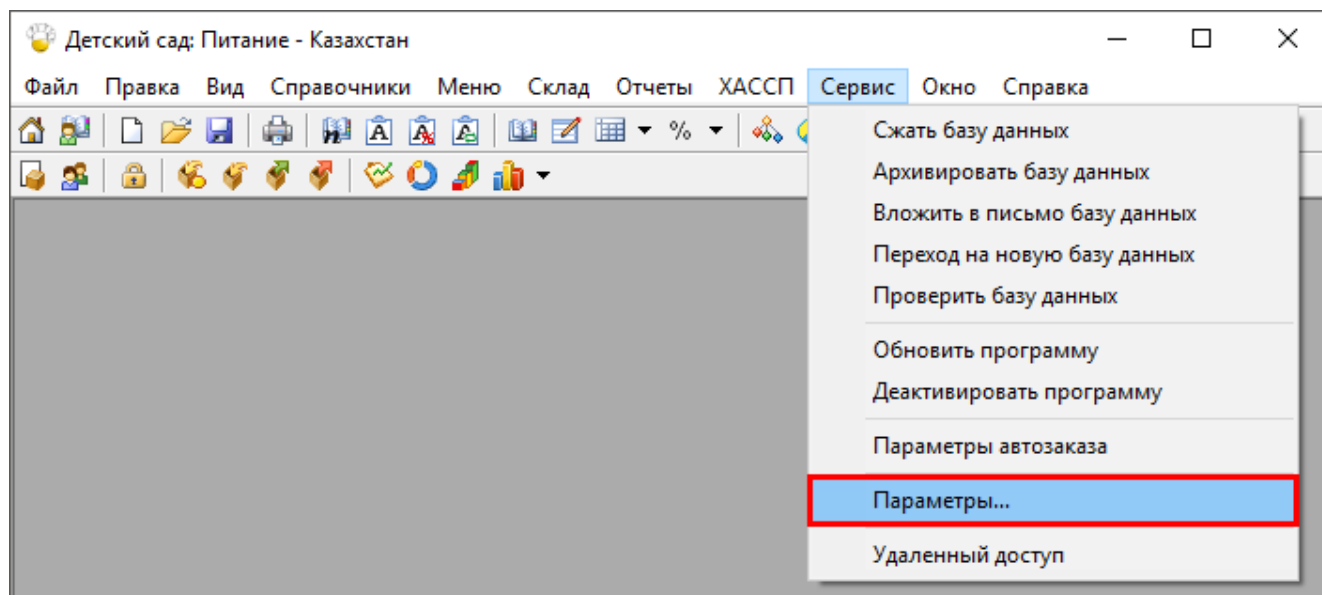 Детский сад: Питание - Казахстан
Файл Правка Вид Справочники Меню Склад Отчеты ХАССП Сервис Окно Справка
Сжать базу данных
Архивировать базу данных
Вложить в письмо базу данных
Переход на новую базу данных
Проверить базу данных
Обновить программу
Деактивировать программу
Параметры автозаказа
Параметры...
Удаленный доступ